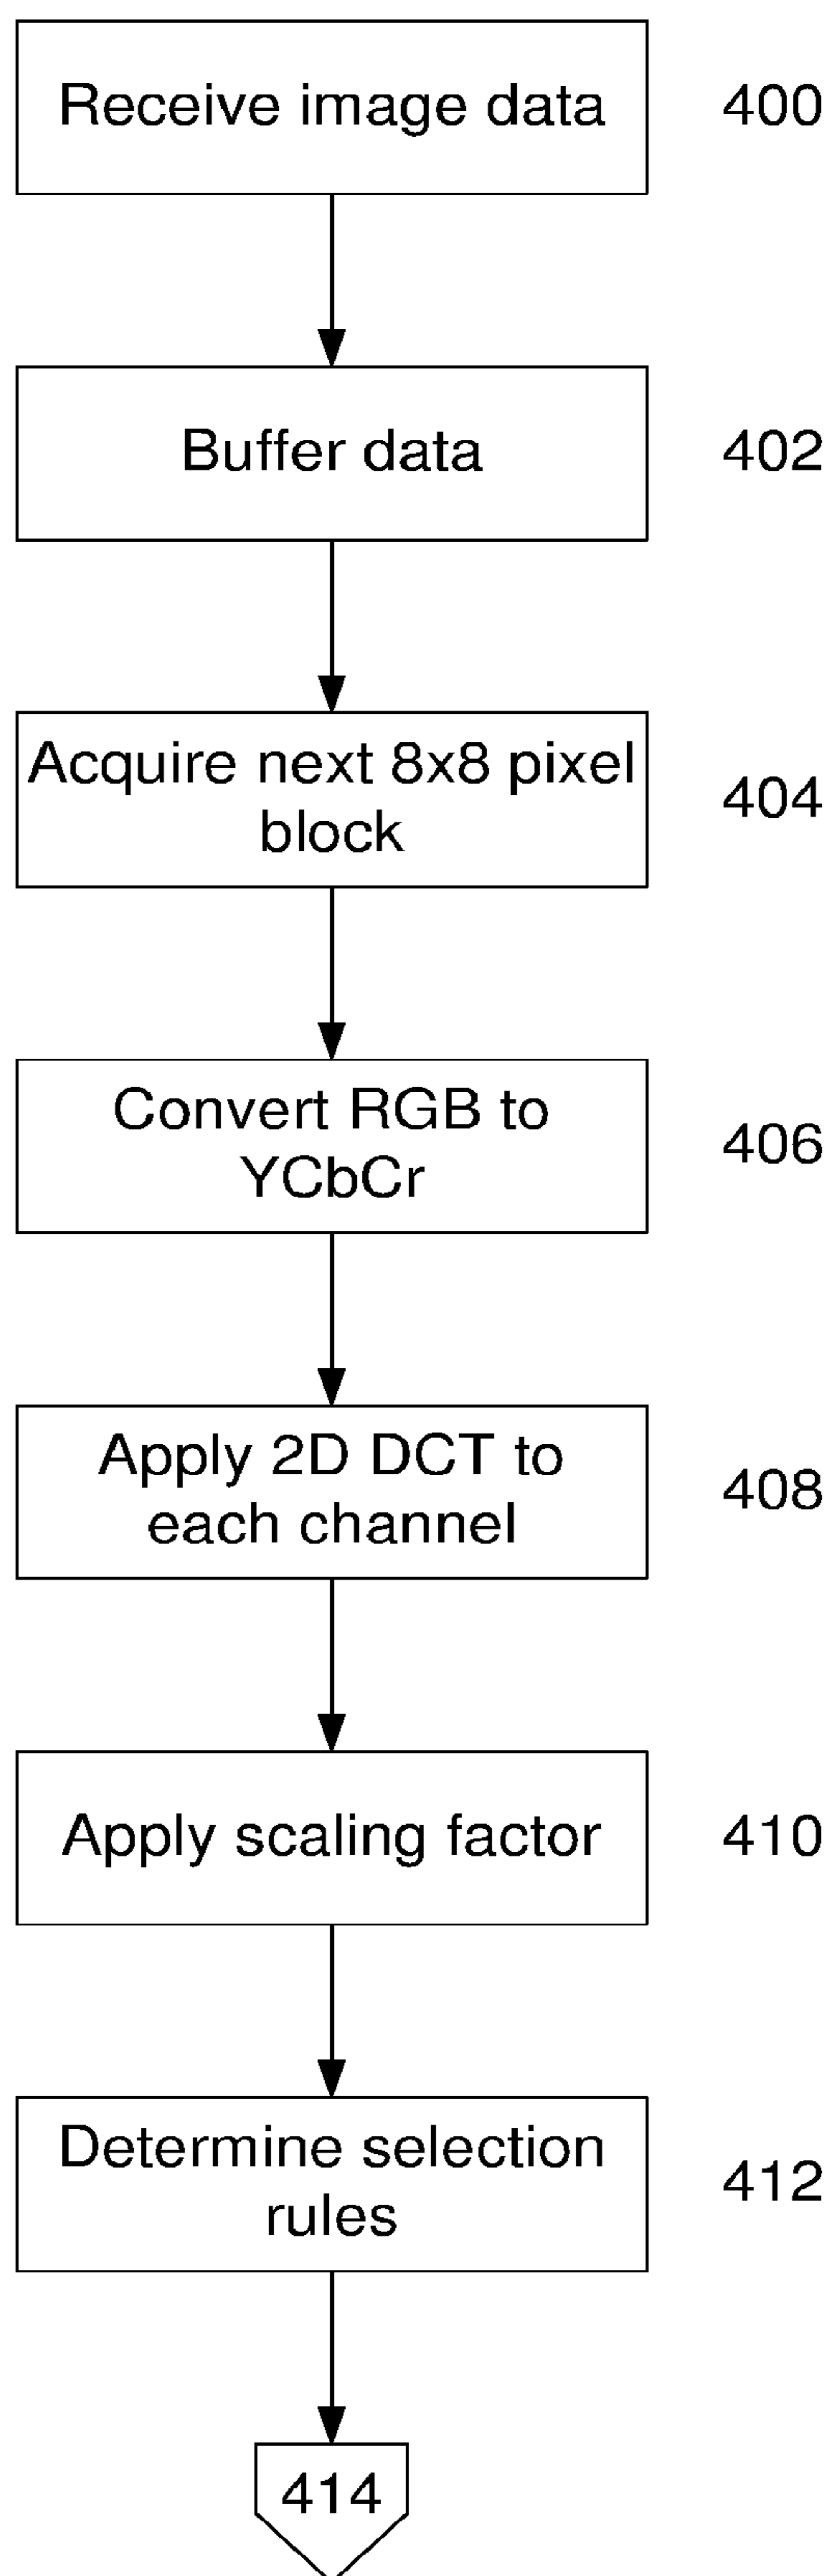 Receive image data
400
Buffer data
402
Acquire next 8x8 pixel
block
404
Convert RGB to
YCbCr
406
Apply 2D DCT to
each channel
408
Apply scaling factor
410
Determine selection
rules
412
414